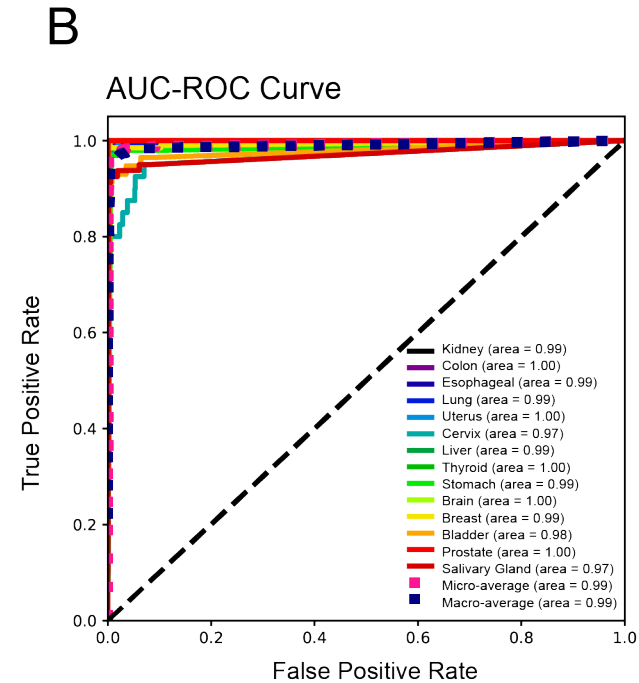 B
AUC-ROC Curve
1.0
0.8
0.6
0.4
0.2
0.0
True Positive Rate
Kidney (area = 0.99)
Colon (area = 1.00)
Esophageal (area = 0.99)
Lung (area = 0.99)
Uterus (area = 1.00)
Cervix (area = 0.97)
Liver (area = 0.99)
Thyroid (area = 1.00)
Stomach (area = 0.99)
Brain (area = 1.00)
Breast (area = 0.99)
Bladder (area = 0.98)
Prostate (area = 1.00)
Salivary Gland (area = 0.97)
Micro-average (area = 0.99)
Macro-average (area = 0.99)
0.0 0.2 0.4 0.6 0.8 1.0
False Positive Rate